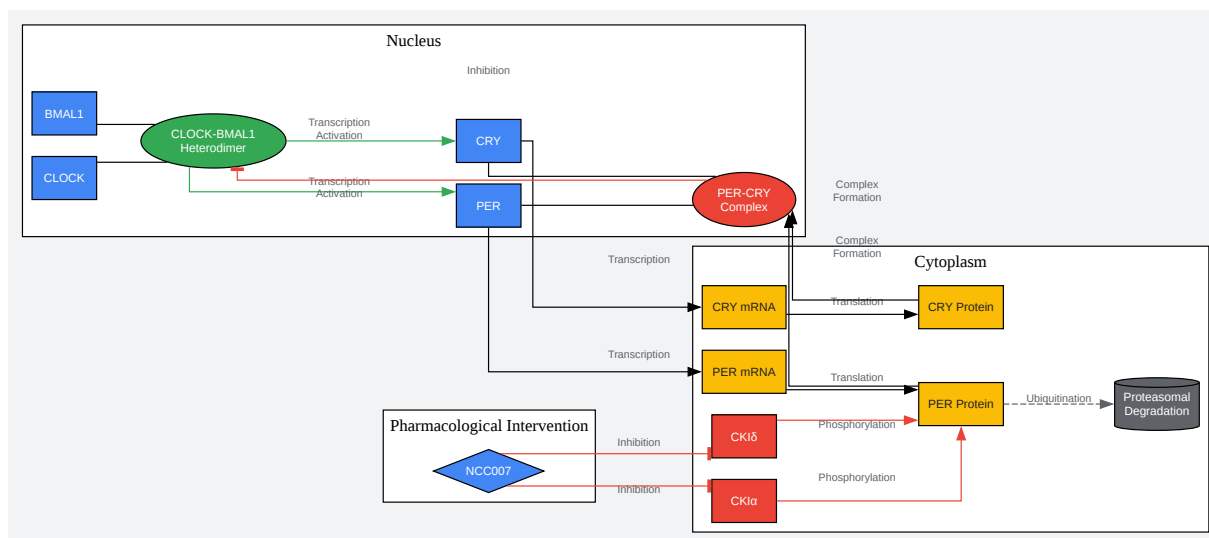 Nucleus
Inhibition
BMAL1
CLOCK
CLOCK-BMAL1
Heterodimer
Transcription
Activation
Transcription
Activation
CRY
PER
PER-CRY
Complex
Complex
Formation
Complex
Formation
Cytoplasm
Transcription
CRY mRNA
Translation
CRY Protein
Transcription
PER mRNA
Translation
PER Protein
Ubiquitination
Proteasomal
Degradation
Pharmacological Intervention
NCC007
Inhibition
Inhibition
CKIδ
Phosphorylation
CKIα
Phosphorylation